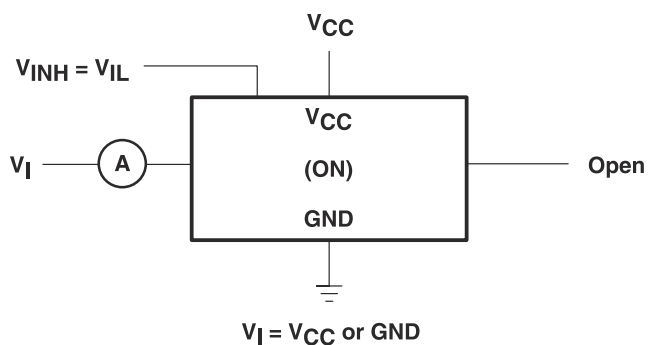 VCC
VINH = VIL
VCC
VI
A
(ON)
Open
GND
VI = VCC or GND